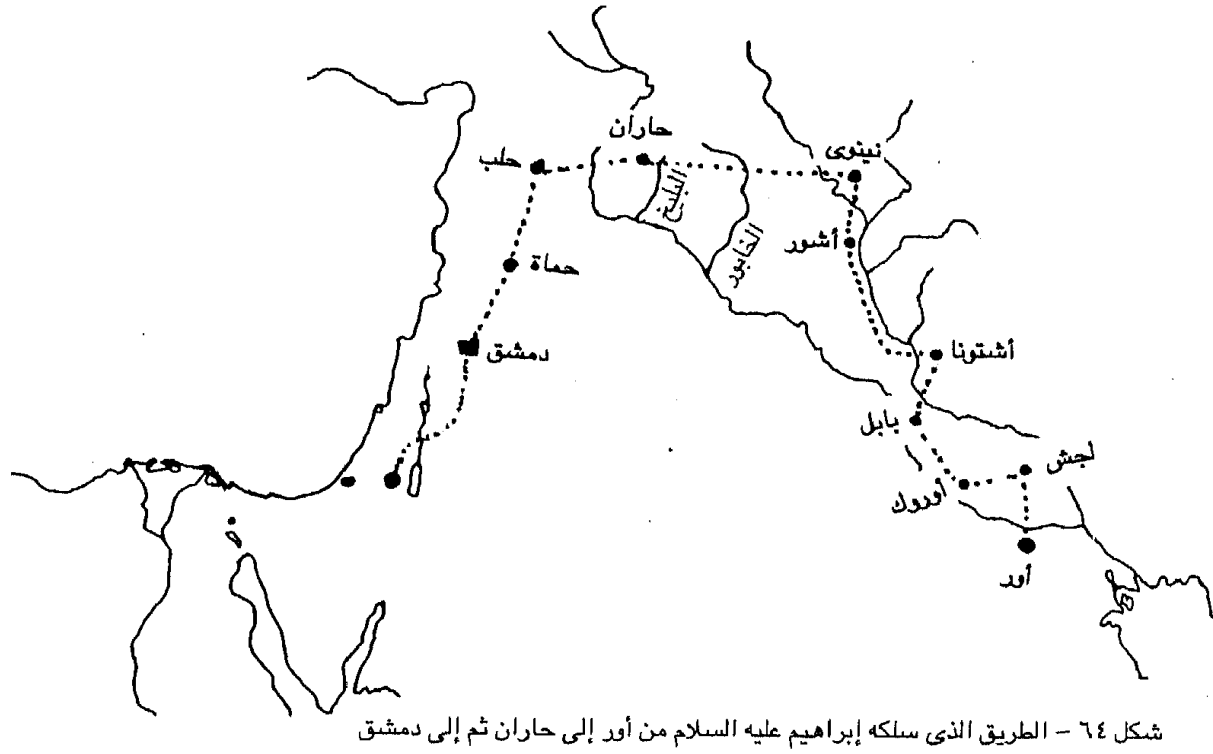 حاران
نينوى
حلب
البليخ
الخابور
أشور
حماة
دمشق
أشتونا
بابل
لجش
أوروك
أور
شكل ٦٤ – الطريق الذى سلكه إبراهيم عليه السلام من أور إلى حاران ثم إلى دمشق